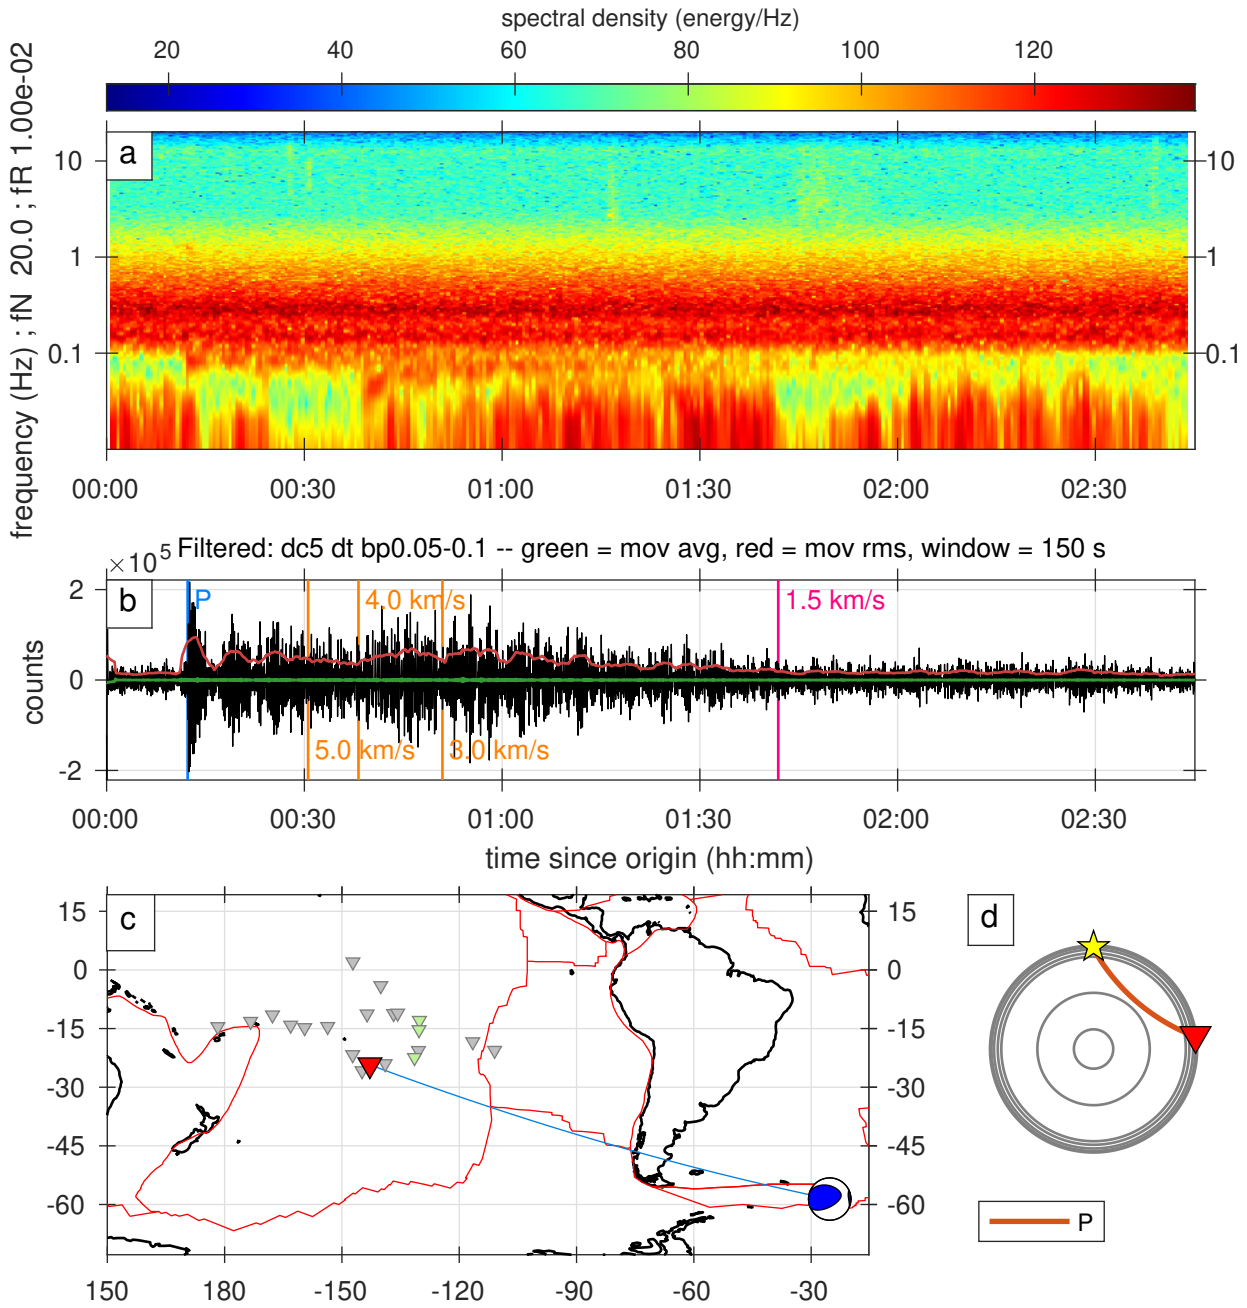 spectral density (energy/Hz)
20 40 60 80 100 120
frequency (Hz) ; fN 20.0 ; fR 1.00e-02
a
10 10
1 1
0.1 0.1
00:00 00:30 01:00 01:30 02:00 02:30
×10^5 Filtered: dc5 dt bp0.05-0.1 -- green = mov avg, red = mov rms, window = 150 s
b
counts
2
0
-2
P 4.0 km/s 1.5 km/s
5.0 km/s 3.0 km/s
00:00 00:30 01:00 01:30 02:00 02:30
time since origin (hh:mm)
c
d
15 15
0 0
-15 -15
-30 -30
-45 -45
-60 -60
150 180 -150 -120 -90 -60 -30
P